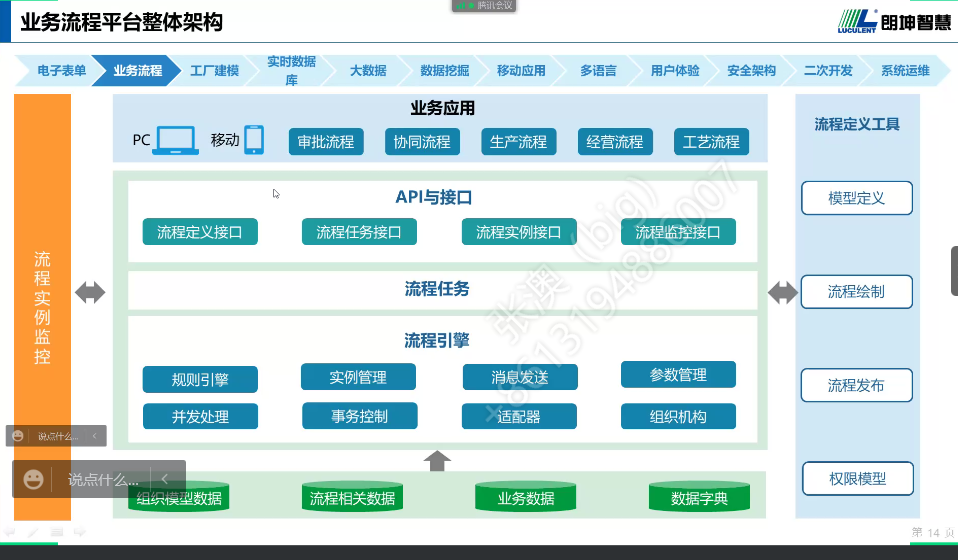 腾讯会议
业务流程平台整体架构
LUCULENT 朗坤智慧
电子表单
业务流程
工厂建模
实时数据
库
大数据
数据挖掘
移动应用
多语言
用户体验
安全架构
二次开发
系统运维
业务应用
PC
移动
审批流程
协同流程
生产流程
经营流程
工艺流程
API与接口
流程定义接口
流程任务接口
流程实例接口
流程监控接口
流程任务
流程引擎
规则引擎
实例管理
消息发送
参数管理
并发处理
事务控制
适配器
组织机构
组织模型数据
流程相关数据
业务数据
数据字典
流程实例监控
流程定义工具
模型定义
流程绘制
流程发布
权限模型
说点什么...
说点什么...
张澳（big）
+8613194886007
第 14 页